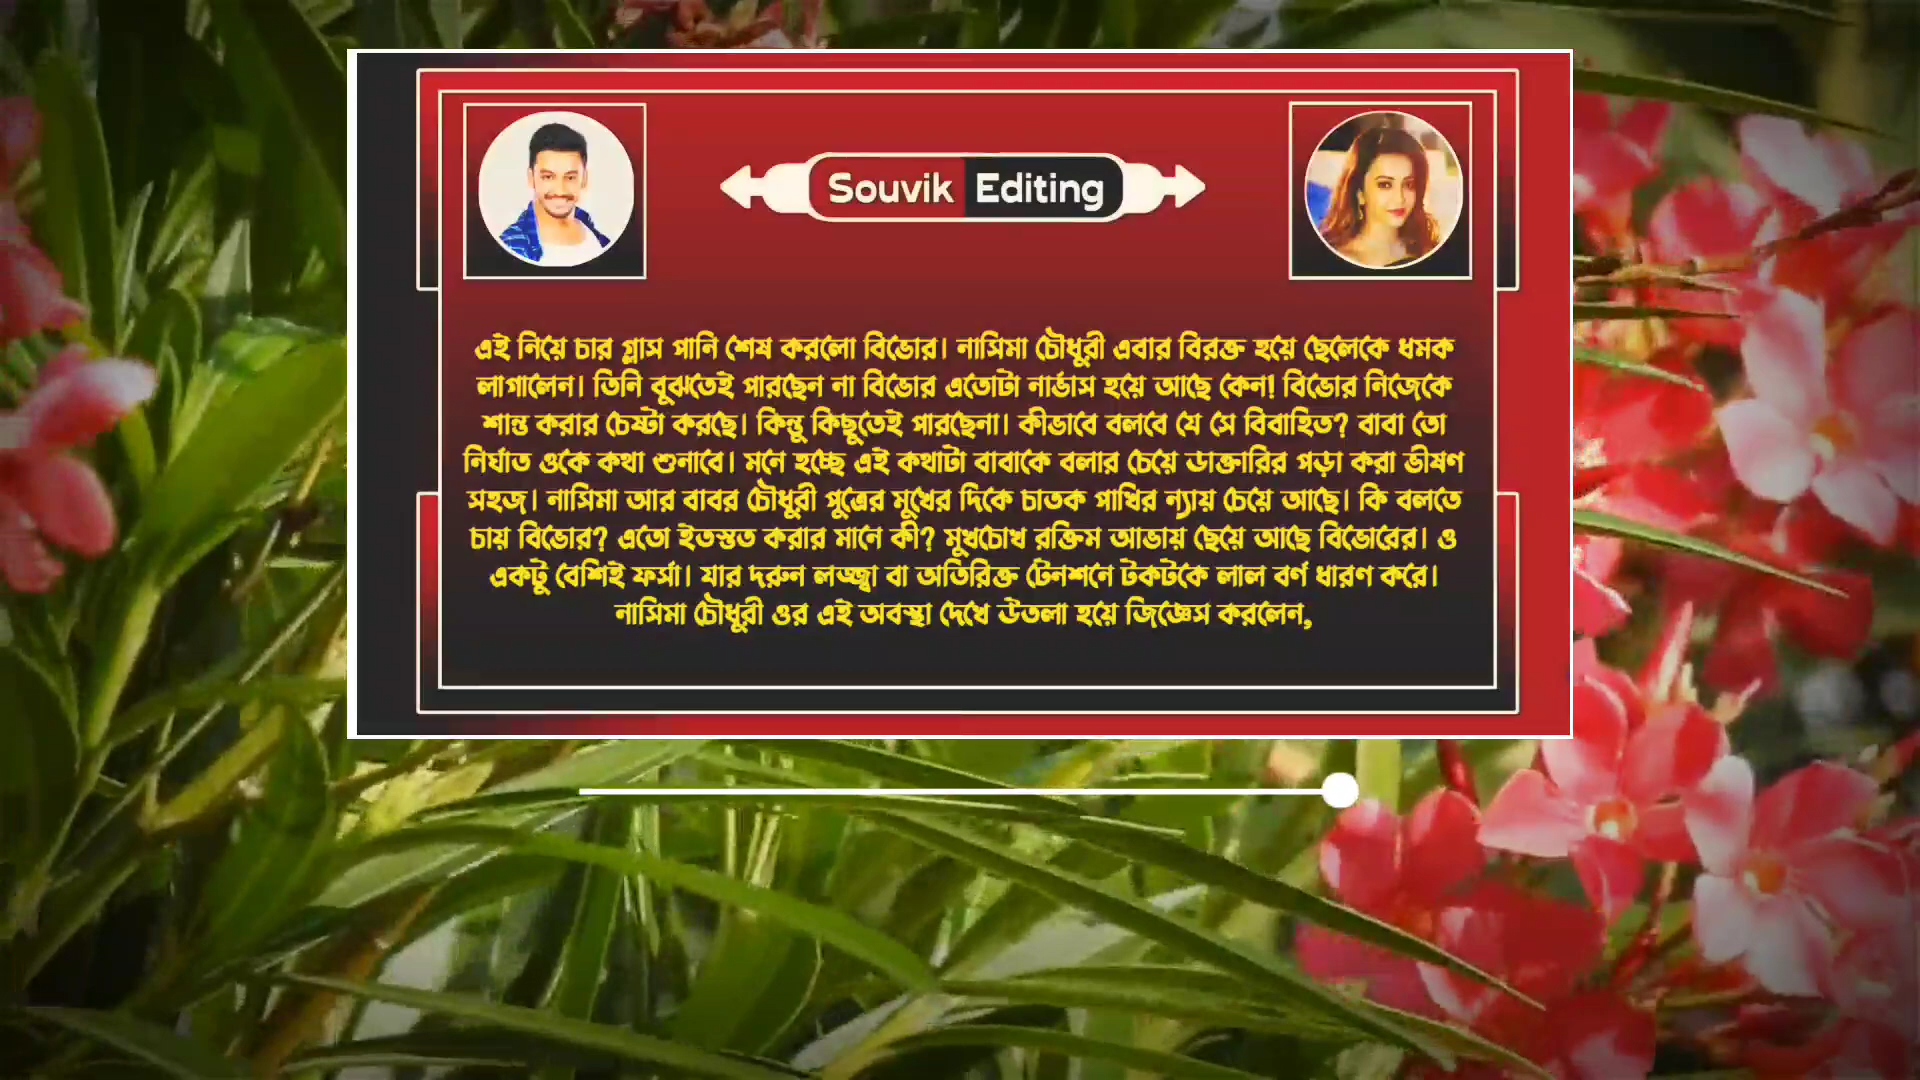 Souvik Editing
এই নিয়ে চার গ্লাস পানি শেষ করলো বিভোর। নাসিমা চৌধুরী এবার বিরক্ত হয়ে ছেলেকে ধমক
লাগালেন। তিনি বুঝতেই পারছেন না বিভোর এতোটা নার্ভাস হয়ে আছে কেন! বিভোর নিজেকে
শান্ত করার চেষ্টা করছে। কিন্তু কিছুতেই পারছেনা। কীভাবে বলবে যে সে বিবাহিত? বাবা তো
নির্ঘাত ওকে কথা শুনাবে। মনে হচ্ছে এই কথাটা বাবাকে বলার চেয়ে ডাক্তারির পড়া করা ভীষণ
সহজ। নাসিমা আর বাবর চৌধুরী পুত্রের মুখের দিকে চাতক পাখির ন্যায় চেয়ে আছে। কি বলতে
চায় বিভোর? এতো ইতস্তত করার মানে কী? মুখচোখ রক্তিম আভায় ছেয়ে আছে বিভোরের। ও
একটু বেশিই ফর্সা। যার দরুন লজ্জ্বা বা অতিরিক্ত টেনশনে টকটকে লাল বর্ণ ধারণ করে।
নাসিমা চৌধুরী ওর এই অবস্থা দেখে উতলা হয়ে জিজ্ঞেস করলেন,